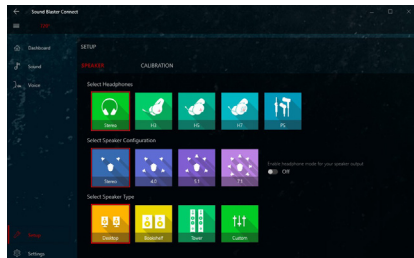 Sound Blaster Connect
Dashboard
SETUP
Sound
SPEAKER
CALIBRATION
Voice
Select Headphones
Stereo
H3
H5
H7
P5
Select Speaker Configuration
Enable headphone mode for your speaker output
Off
Stereo
4.0
5.1
7.1
Select Speaker Type
Setup
Desktop
Bookshelf
Tower
Custom
Settings